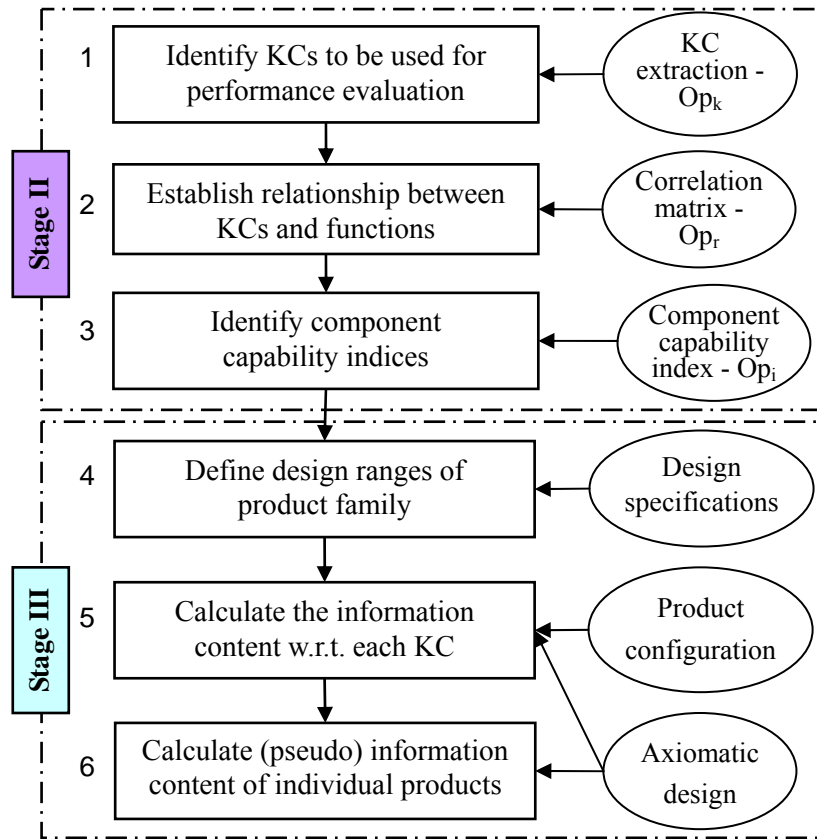 Stage II
1
Identify KCs to be used for
performance evaluation
KC
extraction -
Opk
2
Establish relationship between
KCs and functions
Correlation
matrix -
Opr
3
Identify component
capability indices
Component
capability
index - Opi
Stage III
4
Define design ranges of
product family
Design
specifications
5
Calculate the information
content w.r.t. each KC
Product
configuration
6
Calculate (pseudo) information
content of individual products
Axiomatic
design